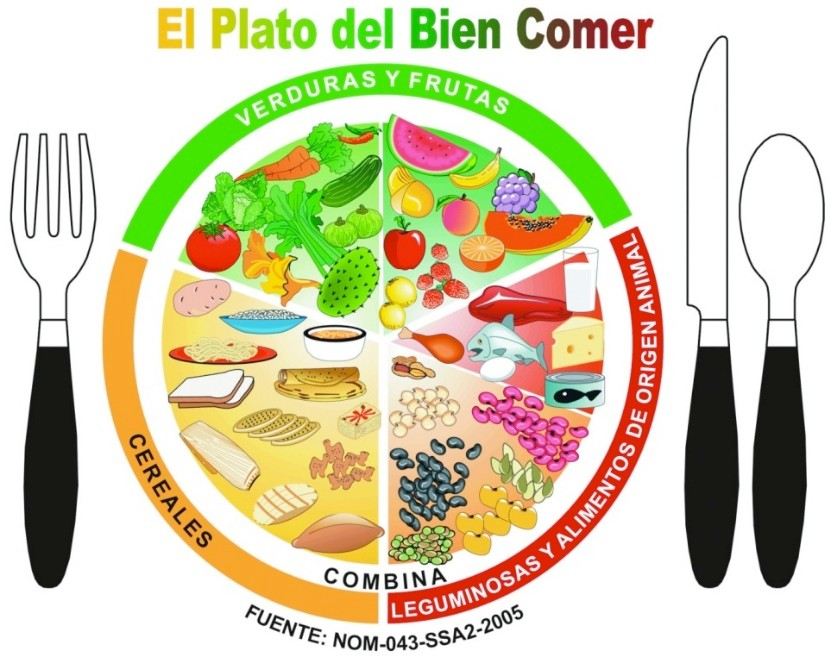 El Plato del Bien Comer
VERDURAS Y FRUTAS
CEREALES
LEGUMINOSAS Y ALIMENTOS DE ORIGEN ANIMAL
COMBINA
FUENTE: NOM-043-SSA2-2005